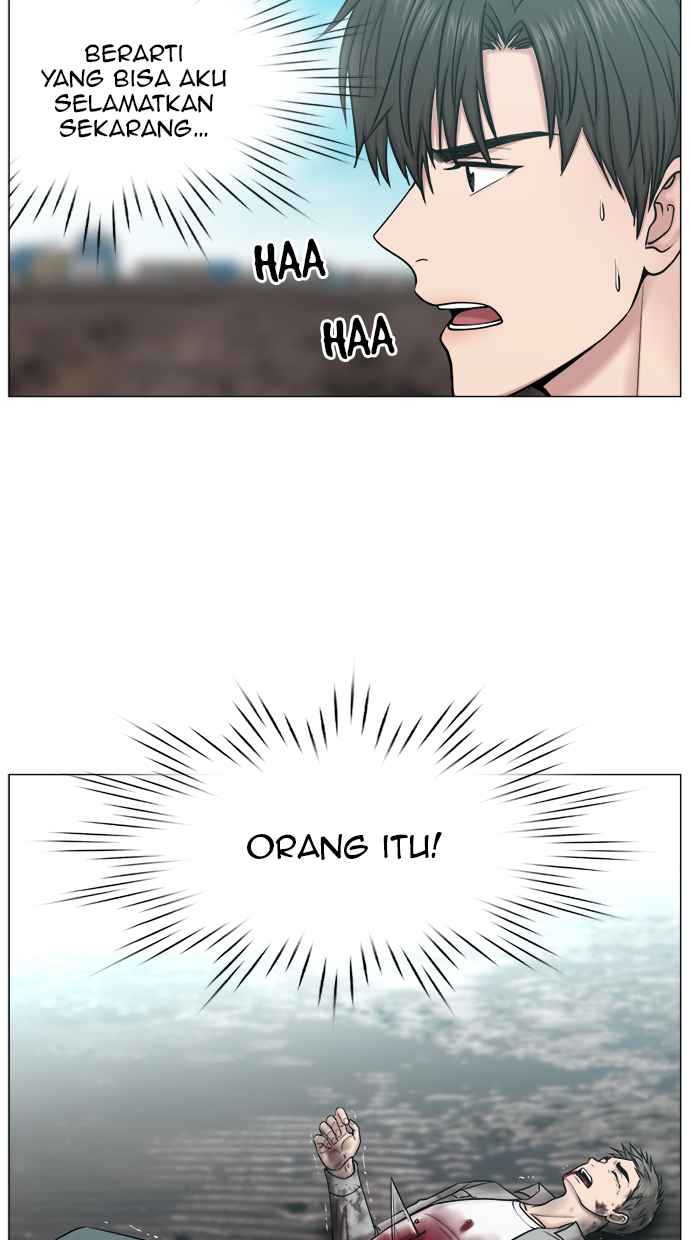 BERARTI
YANG BISA AKU
SELAMATKAN
SEKARANG...
HAA
HAA
ORANG ITU!